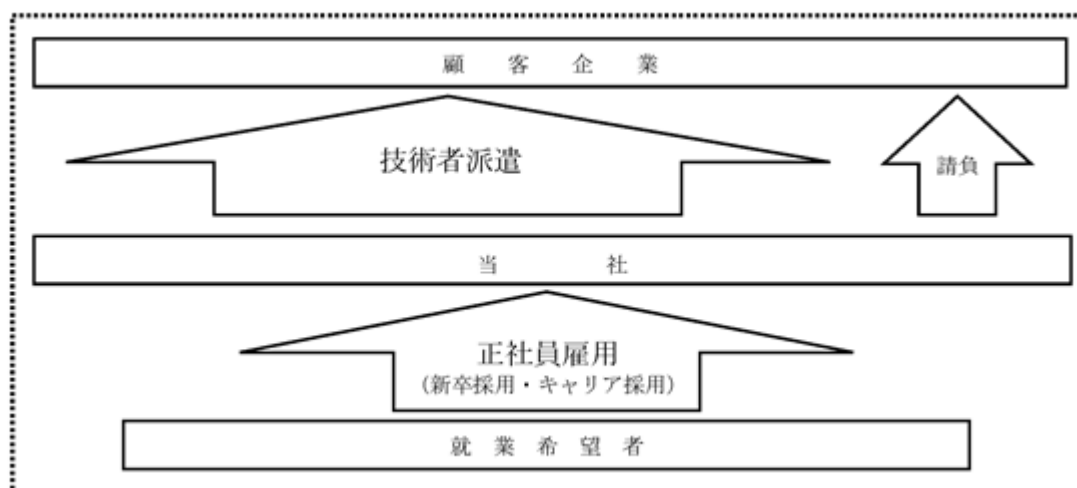 顧客企業
技術者派遣
請負
当社
正社員雇用
(新卒採用・キャリア採用)
就業希望者